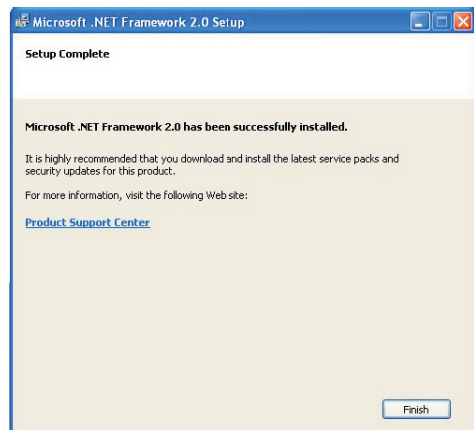 Microsoft .NET Framework 2.0 Setup
Setup Complete
Microsoft .NET Framework 2.0 has been successfully installed.
It is highly recommended that you download and install the latest service packs and
security updates for this product.
For more information, visit the following Web site:
Product Support Center
Finish